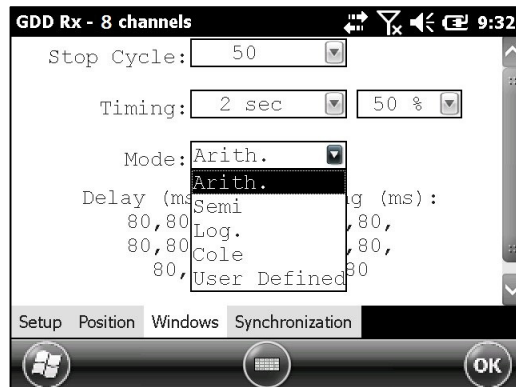 GDD Rx - 8 channels 9:32
Stop Cycle: 50
Timing: 2 sec 50 %
Mode: Arith.
Arith.
Delay (ms g (ms):
Semi
80,80 80,
Log.
80,80 80,
Cole
80, 80
User Defined
Setup Position Windows Synchronization
OK